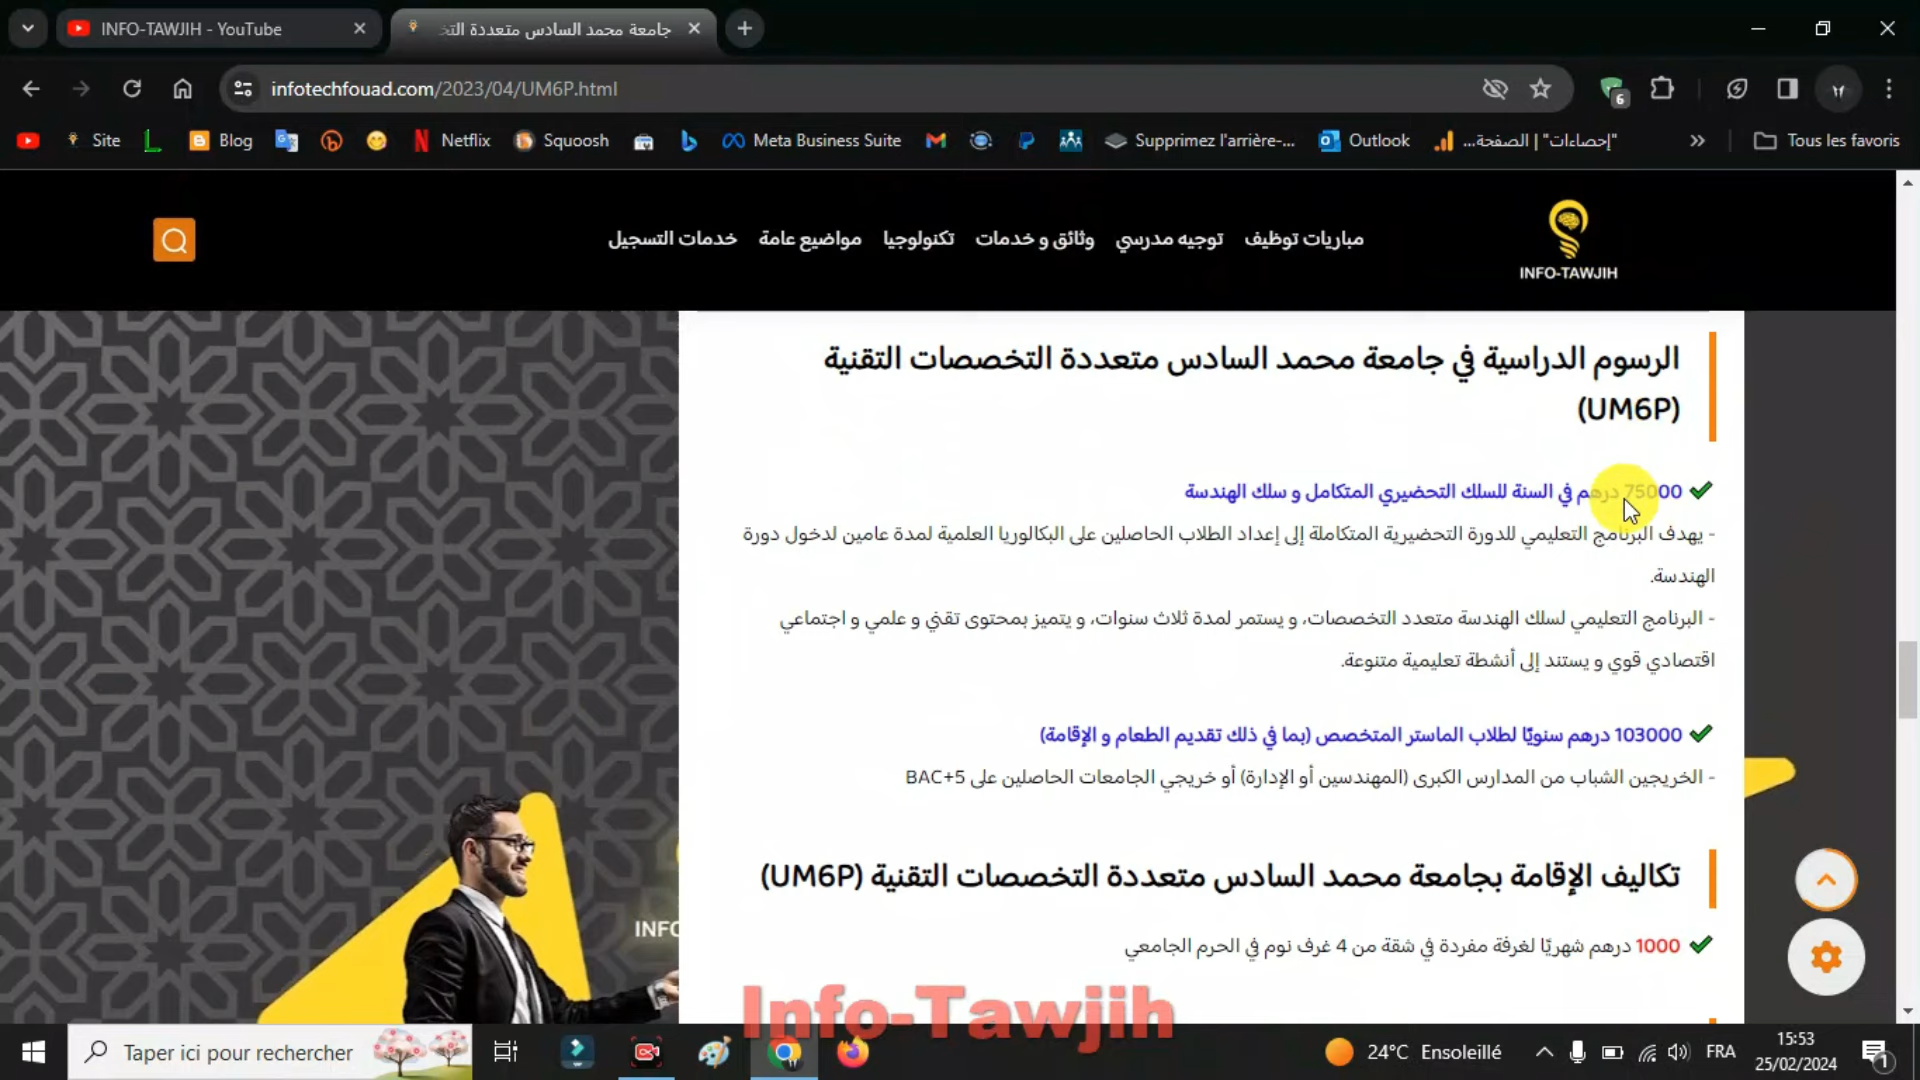 INFO-TAWJIH - YouTube
جامعة محمد السادس متعددة التخ
infotechfouad.com/2023/04/UM6P.html
6
Site
Blog
Netflix
Squoosh
Meta Business Suite
Supprimez l'arrière-...
Outlook
"إحصاءات" | الصفحة...
Tous les favoris
مباريات توظيف
توجيه مدرسي
وثائق و خدمات
تكنولوجيا
مواضيع عامة
خدمات التسجيل
INFO-TAWJIH
الرسوم الدراسية في جامعة محمد السادس متعددة التخصصات التقنية
(UM6P)
75000 درهم في السنة للسلك التحضيري المتكامل و سلك الهندسة
- يهدف البرنامج التعليمي للدورة التحضيرية المتكاملة إلى إعداد الطلاب الحاصلين على البكالوريا العلمية لمدة عامين لدخول دورة
الهندسة.
- البرنامج التعليمي لسلك الهندسة متعدد التخصصات، و يستمر لمدة ثلاث سنوات، و يتميز بمحتوى تقني و علمي و اجتماعي
اقتصادي قوي و يستند إلى أنشطة تعليمية متنوعة.
103000 درهم سنويًا لطلاب الماستر المتخصص (بما في ذلك تقديم الطعام و الإقامة)
- الخريجين الشباب من المدارس الكبرى (المهندسين أو الإدارة) أو خريجي الجامعات الحاصلين على BAC+5
تكاليف الإقامة بجامعة محمد السادس متعددة التخصصات التقنية (UM6P)
1000 درهم شهريًا لغرفة مفردة في شقة من 4 غرف نوم في الحرم الجامعي
INFO
Info-Tawjih
Taper ici pour rechercher
24°C Ensoleillé
FRA
15:53
25/02/2024
1